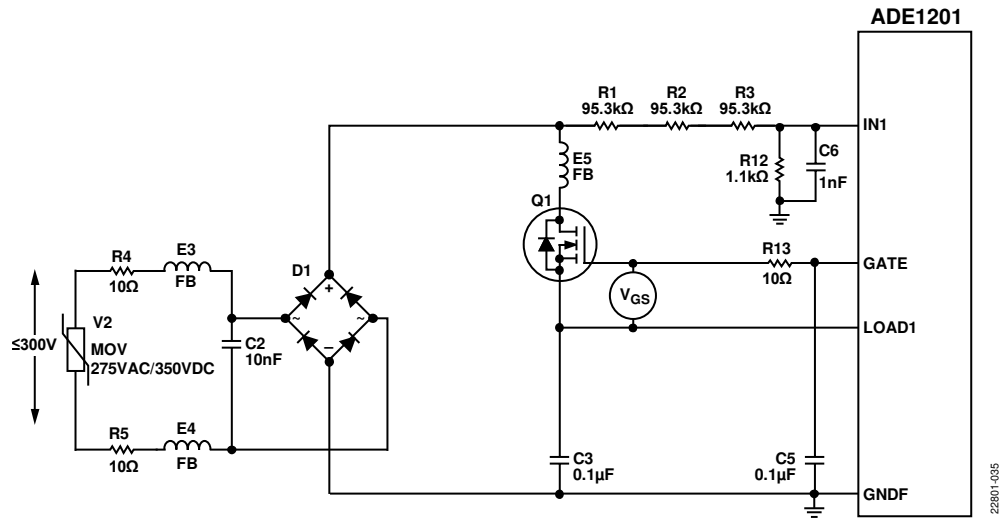 ADE1201
R1
95.3kΩ
R2
95.3kΩ
R3
95.3kΩ
IN1
E5
FB
R12
1.1kΩ
C6
1nF
Q1
R13
10Ω
GATE
VGS
LOAD1
R4
10Ω
E3
FB
D1
+
~
~
–
V2
MOV
275VAC/350VDC
≤300V
C2
10nF
R5
10Ω
E4
FB
C3
0.1µF
C5
0.1µF
GNDF
22801-035